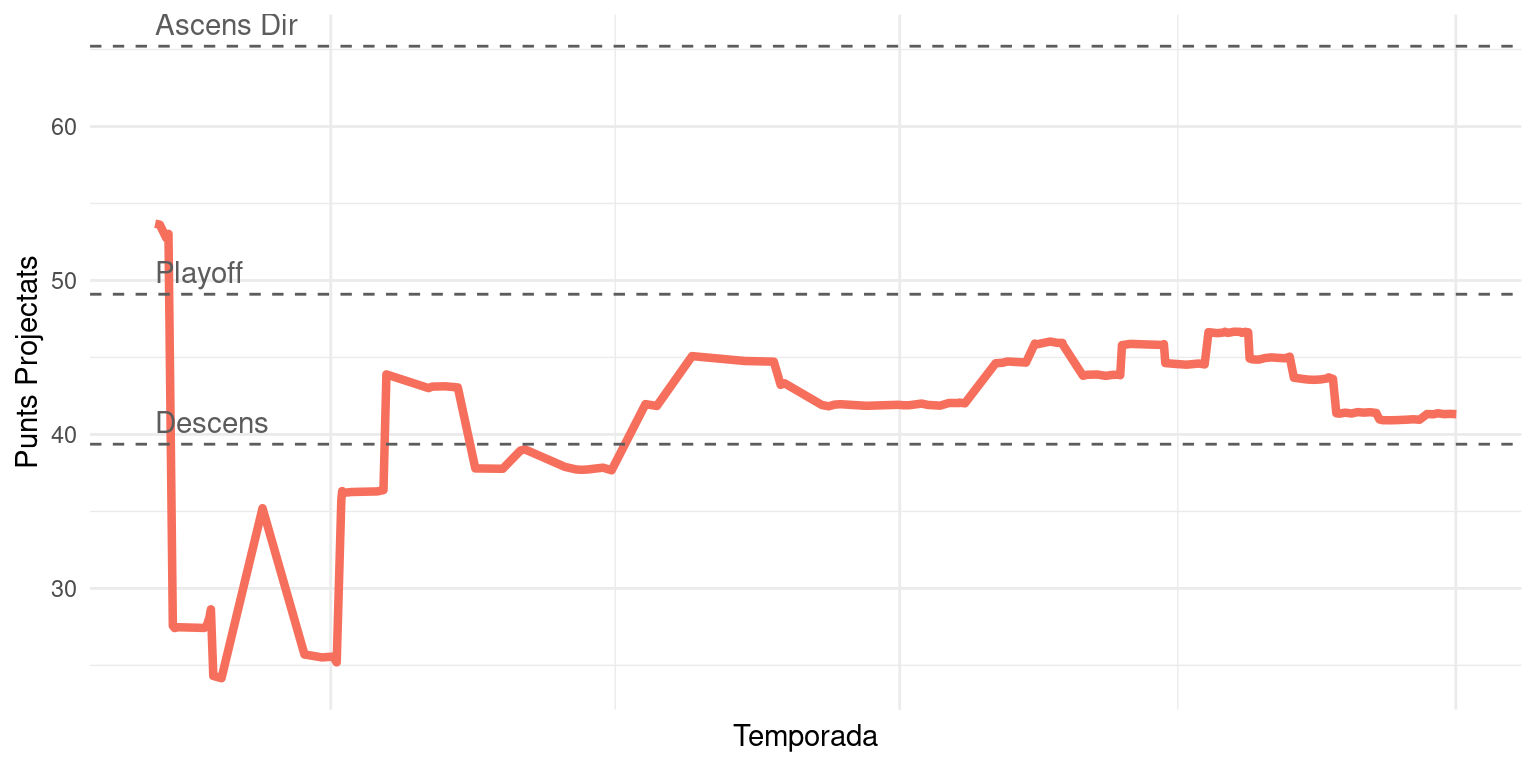 Ascens Dir
60
Playoff
50
Descens
40
30
Punts Projectats
Temporada